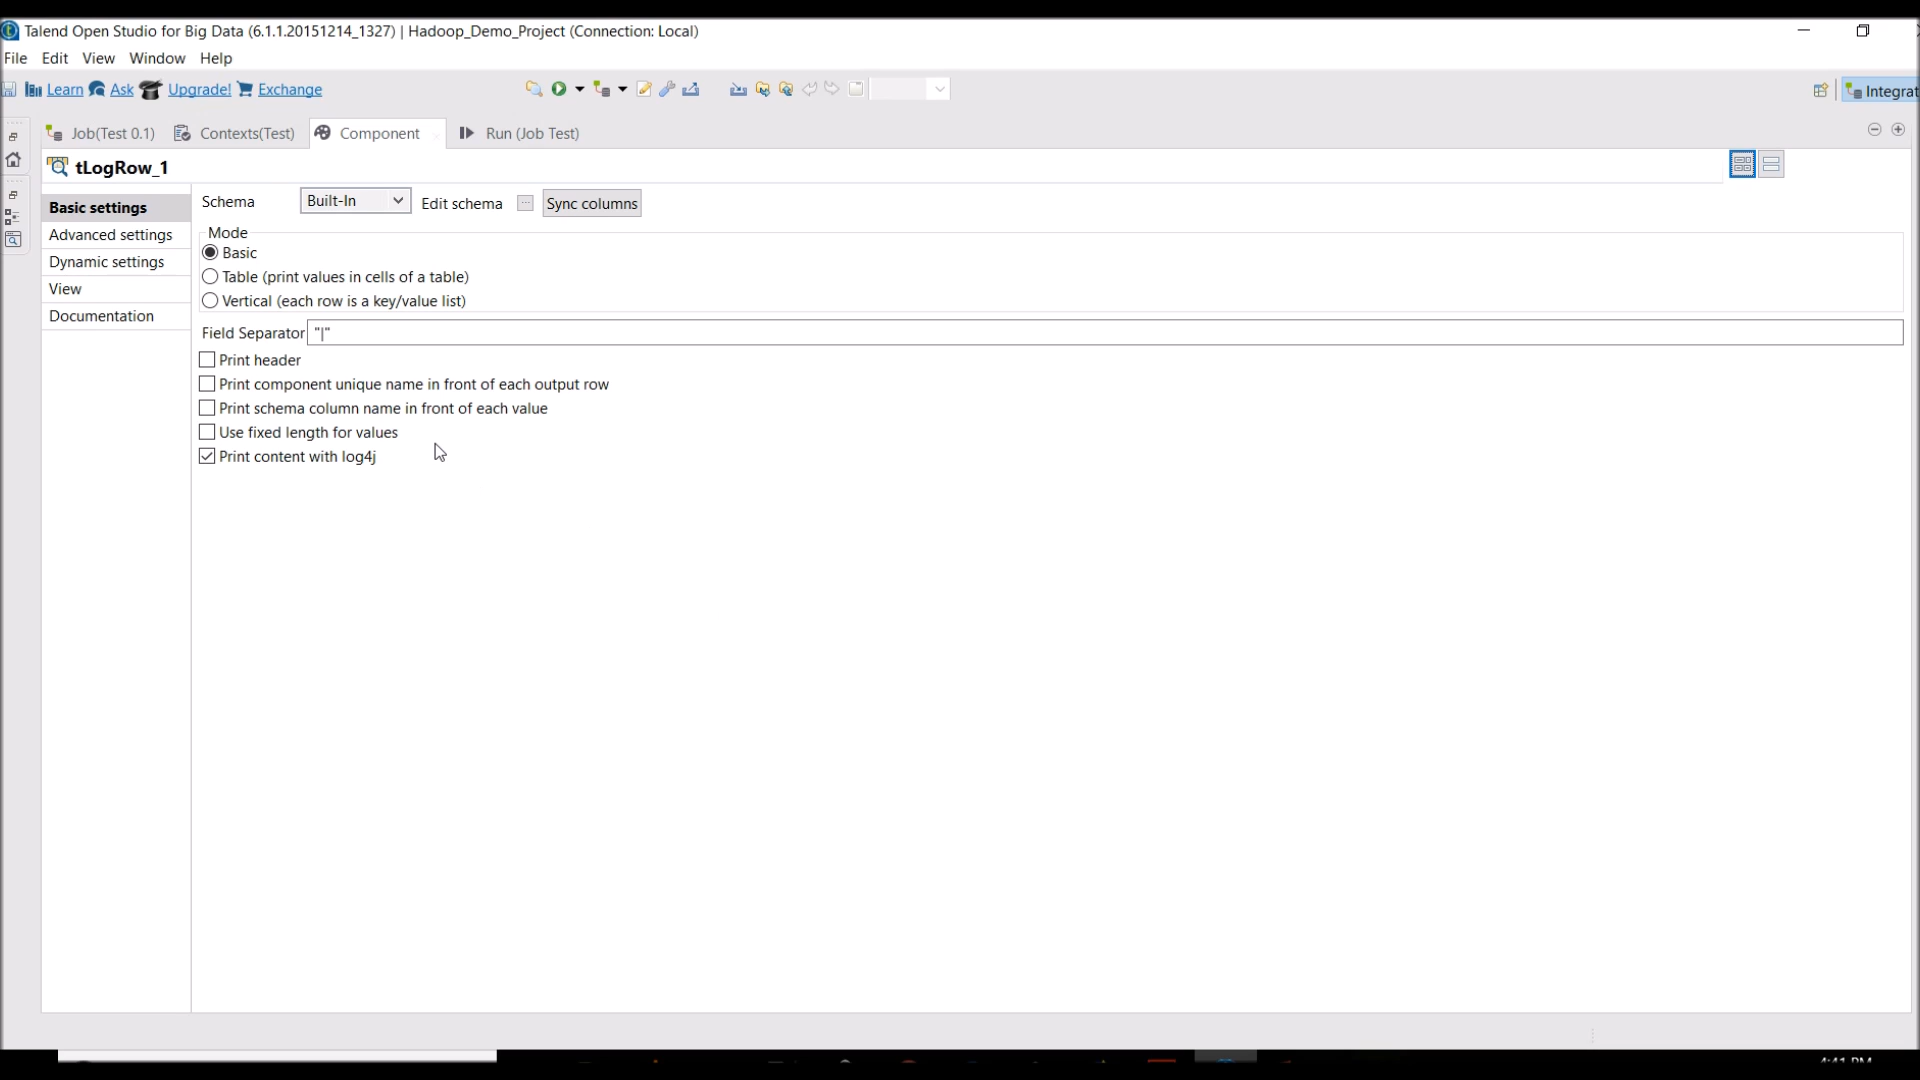 Talend Open Studio for Big Data (6.1.1.20151214_1327) | Hadoop_Demo_Project (Connection: Local)
File Edit View Window Help
Learn Ask Upgrade! Exchange Integrat
Job(Test 0.1) Contexts(Test) Component Run (Job Test)
tLogRow_1
Basic settings
Advanced settings
Dynamic settings
View
Documentation
Schema Built-In Edit schema ... Sync columns
Mode
Basic
Table (print values in cells of a table)
Vertical (each row is a key/value list)
Field Separator "|"
Print header
Print component unique name in front of each output row
Print schema column name in front of each value
Use fixed length for values
Print content with log4j
4:41 PM